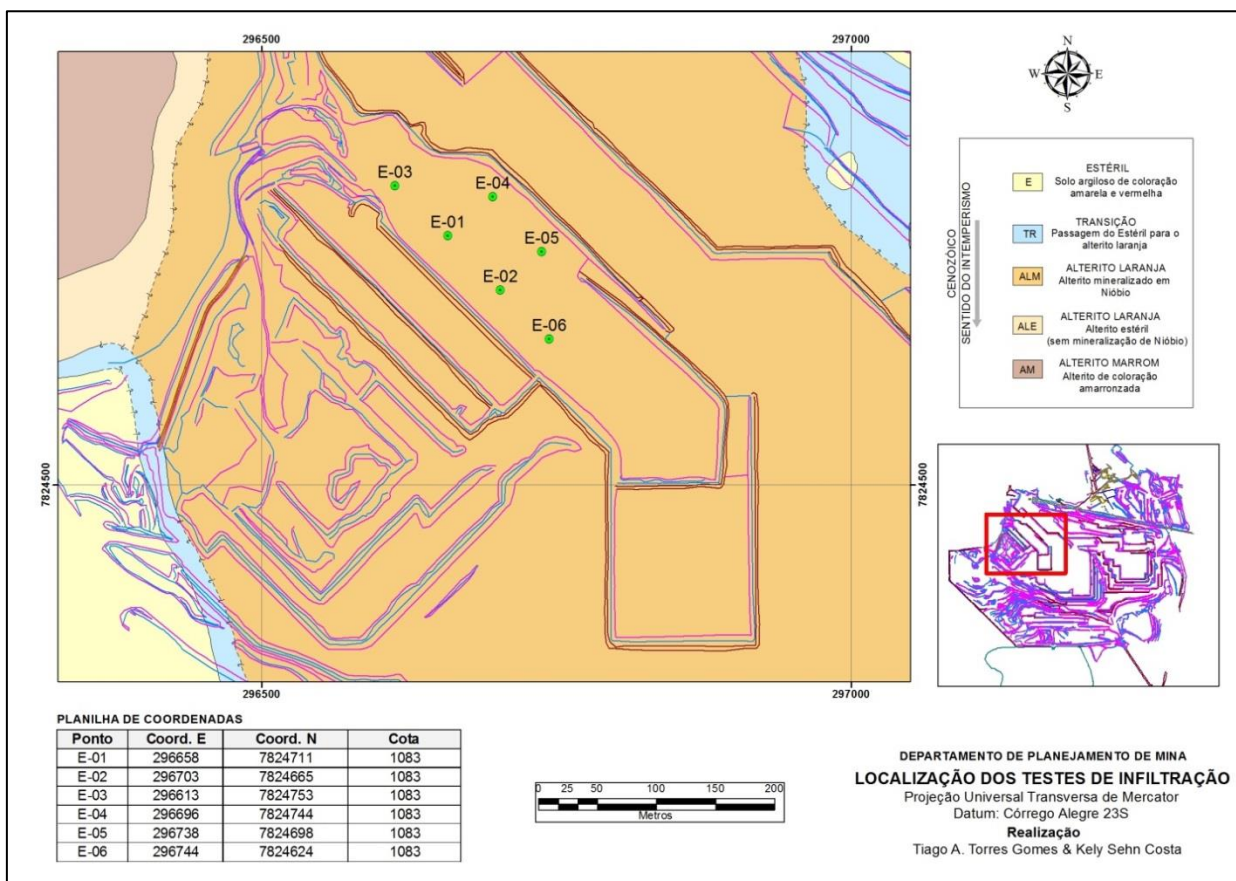 296500
297000
E-03
E-04
E-01
E-05
E-02
E-06
7824500
7824500
296500
297000
N
W
E
S
CENOZÓICO
SENTIDO DO INTEMPERISMO
E
ESTÉRIL
Solo argiloso de coloração
amarela e vermelha
TR
TRANSIÇÃO
Passagem do Estéril para o
alterito laranja
ALM
ALTERITO LARANJA
Alterito mineralizado em
Nióbio
ALE
ALTERITO LARANJA
Alterito estéril
(sem mineralização de Nióbio)
AM
ALTERITO MARROM
Alterito de coloração
amarronzada
PLANILHA DE COORDENADAS
Ponto Coord. E Coord. N Cota
E-01 296658 7824711 1083
E-02 296703 7824665 1083
E-03 296613 7824753 1083
E-04 296696 7824744 1083
E-05 296738 7824698 1083
E-06 296744 7824624 1083
0 25 50 100 150 200
Metros
DEPARTAMENTO DE PLANEJAMENTO DE MINA
LOCALIZAÇÃO DOS TESTES DE INFILTRAÇÃO
Projeção Universal Transversa de Mercator
Datum: Córrego Alegre 23S
Realização
Tiago A. Torres Gomes & Kely Sehn Costa